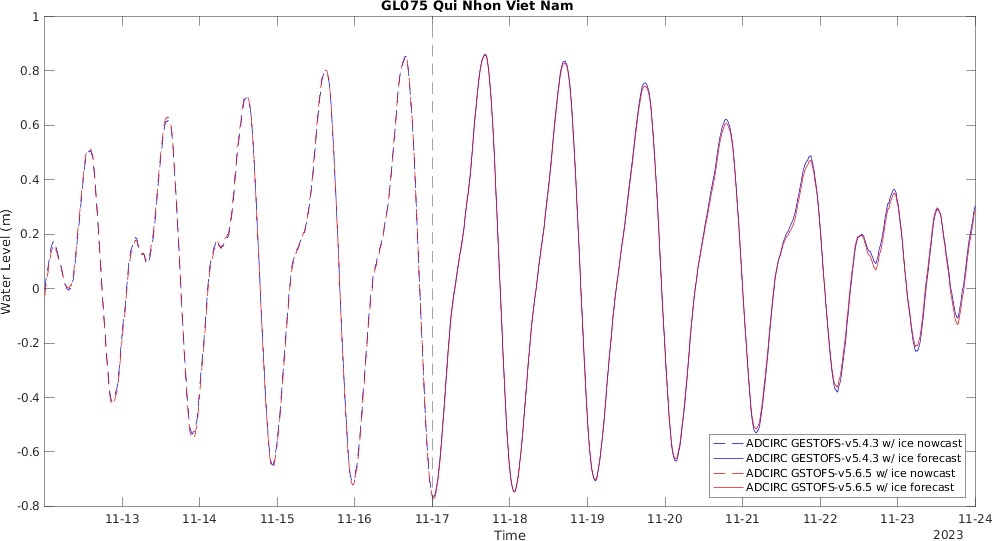 GL075 Qui Nhon Viet Nam
1
0.8
0.6
0.4
0.2
0
-0.2
-0.4
-0.6
-0.8
Water Level (m)
11-13 11-14 11-15 11-16 11-17 11-18 11-19 11-20 11-21 11-22 11-23 11-24
Time
2023
ADCIRC GESTOFS-v5.4.3 w/ ice nowcast
ADCIRC GESTOFS-v5.4.3 w/ ice forecast
ADCIRC GSTOFS-v5.6.5 w/ ice nowcast
ADCIRC GSTOFS-v5.6.5 w/ ice forecast